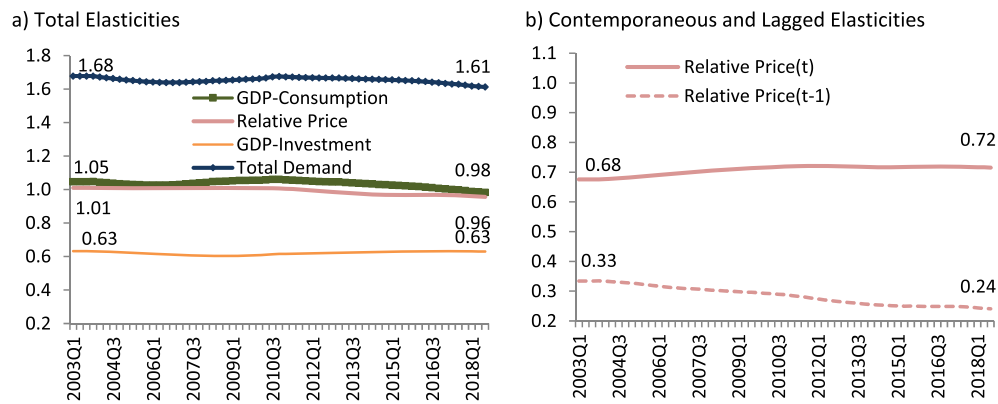 a) Total Elasticities
1.8
1.6
1.4
1.2
1.0
0.8
0.6
0.4
0.2
1.68
1.61
GDP-Consumption
Relative Price
GDP-Investment
Total Demand
1.05
0.98
1.01
0.96
0.63
0.63
2003Q1
2004Q3
2006Q1
2007Q3
2009Q1
2010Q3
2012Q1
2013Q3
2015Q1
2016Q3
2018Q1
b) Contemporaneous and Lagged Elasticities
1.1
1.0
0.9
0.8
0.7
0.6
0.5
0.4
0.3
0.2
Relative Price(t)
Relative Price(t-1)
0.72
0.68
0.33
0.24
2003Q1
2004Q3
2006Q1
2007Q3
2009Q1
2010Q3
2012Q1
2013Q3
2015Q1
2016Q3
2018Q1